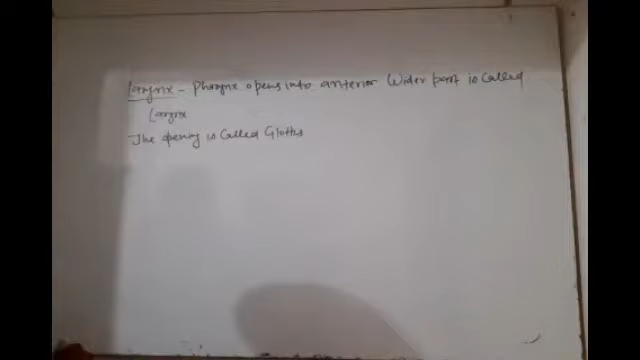 Larynx - Pharynx opens into anterior Wider part is called
Larynx
The opening is called Glottis